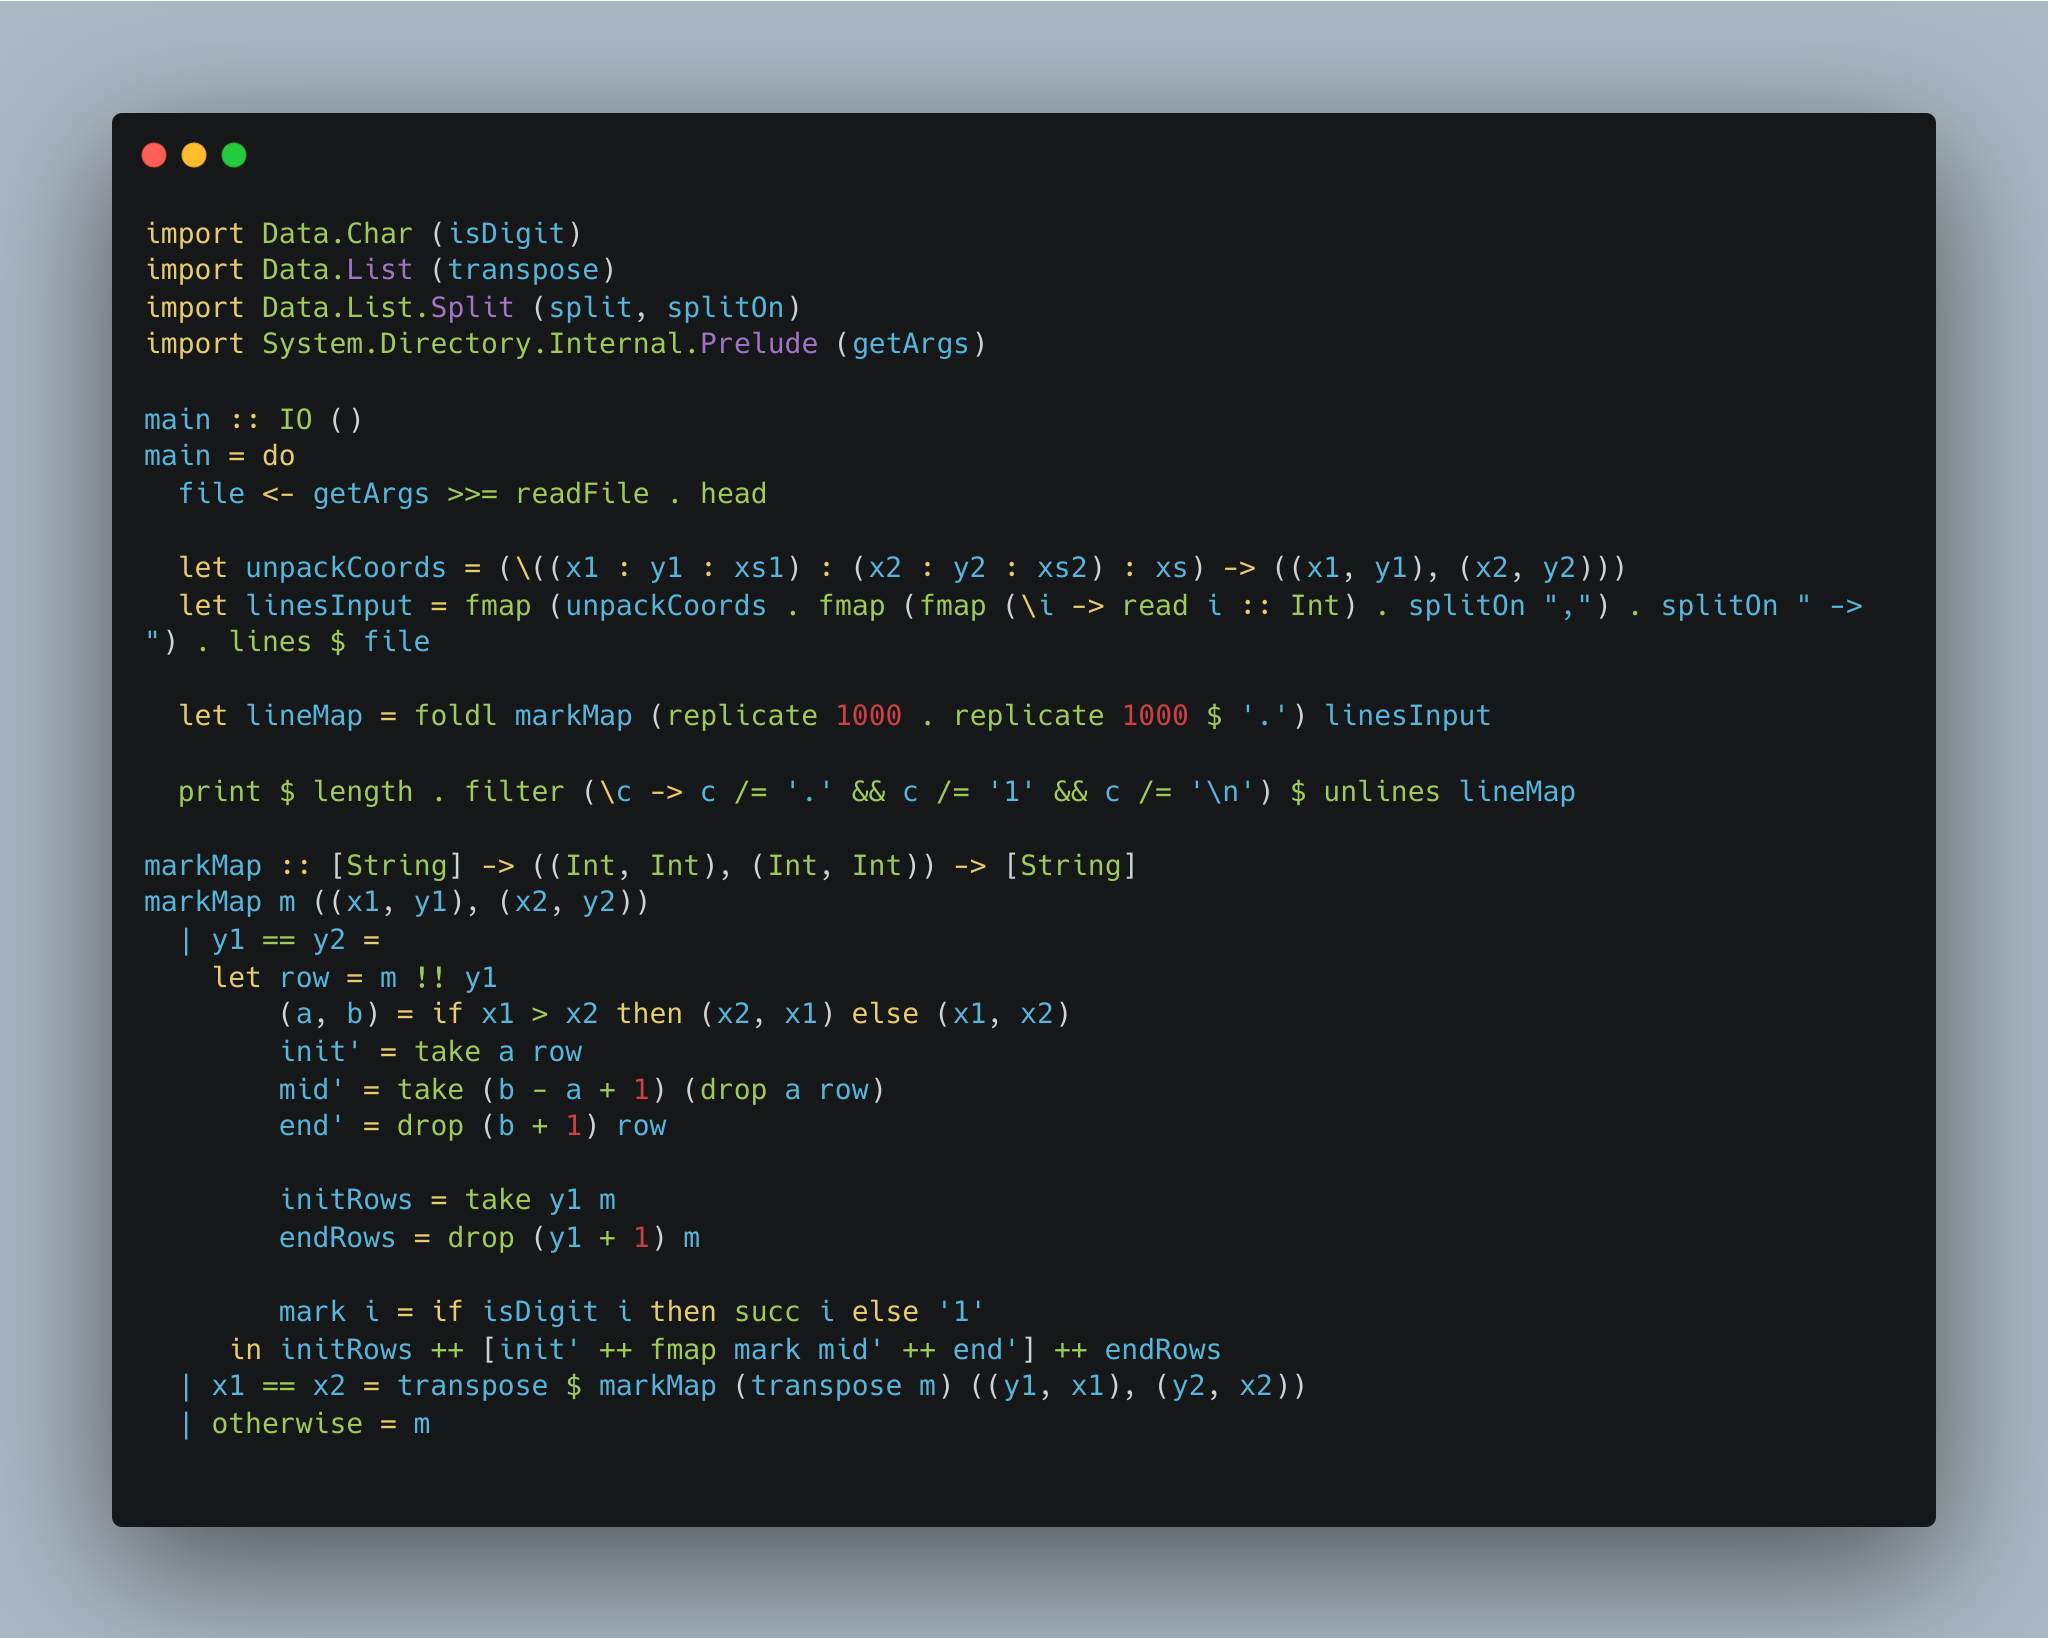 import Data.Char (isDigit)
import Data.List (transpose)
import Data.List.Split (split, splitOn)
import System.Directory.Internal.Prelude (getArgs)

main :: IO ()
main = do
  file <- getArgs >>= readFile . head

  let unpackCoords = (\((x1 : y1 : xs1) : (x2 : y2 : xs2) : xs) -> ((x1, y1), (x2, y2)))
  let linesInput = fmap (unpackCoords . fmap (fmap (\i -> read i :: Int) . splitOn ",") . splitOn " ->
") . lines $ file

  let lineMap = foldl markMap (replicate 1000 . replicate 1000 $ '.') linesInput

  print $ length . filter (\c -> c /= '.' && c /= '1' && c /= '\n') $ unlines lineMap

markMap :: [String] -> ((Int, Int), (Int, Int)) -> [String]
markMap m ((x1, y1), (x2, y2))
  | y1 == y2 =
    let row = m !! y1
        (a, b) = if x1 > x2 then (x2, x1) else (x1, x2)
        init' = take a row
        mid' = take (b - a + 1) (drop a row)
        end' = drop (b + 1) row

        initRows = take y1 m
        endRows = drop (y1 + 1) m

        mark i = if isDigit i then succ i else '1'
     in initRows ++ [init' ++ fmap mark mid' ++ end'] ++ endRows
  | x1 == x2 = transpose $ markMap (transpose m) ((y1, x1), (y2, x2))
  | otherwise = m